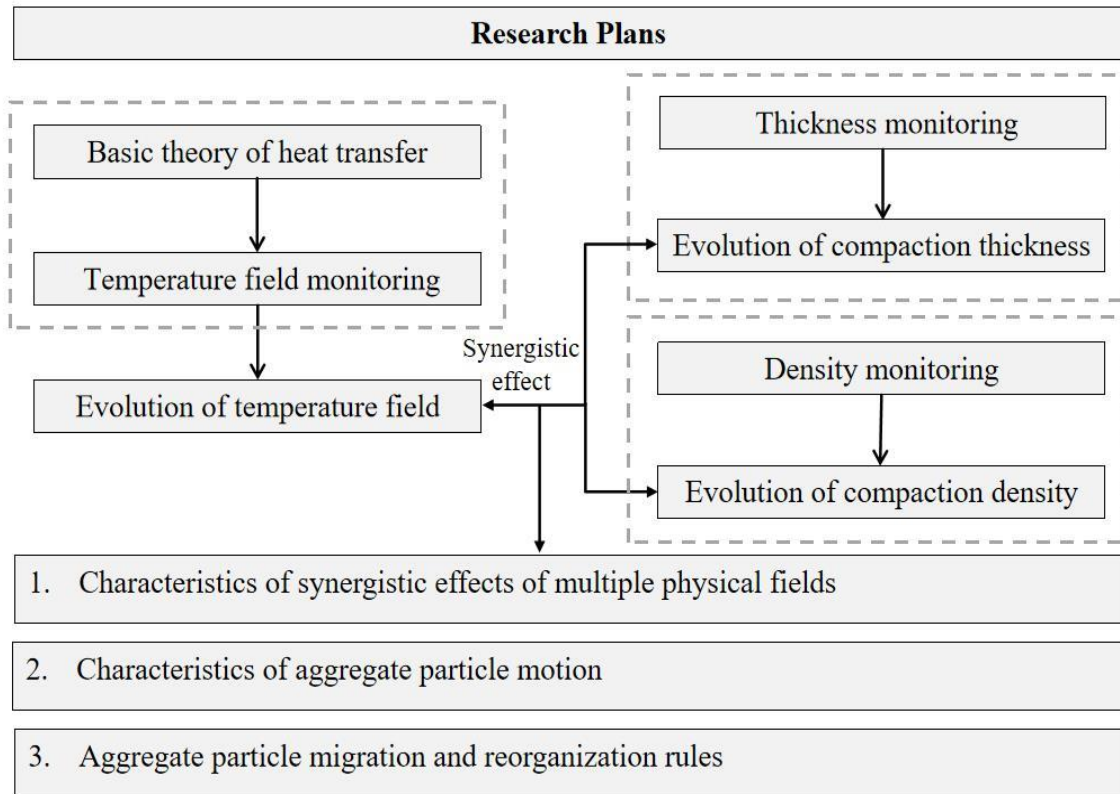 Research Plans
Basic theory of heat transfer
Temperature field monitoring
Evolution of temperature field
Synergistic
effect
Thickness monitoring
Evolution of compaction thickness
Density monitoring
Evolution of compaction density
1. Characteristics of synergistic effects of multiple physical fields
2. Characteristics of aggregate particle motion
3. Aggregate particle migration and reorganization rules